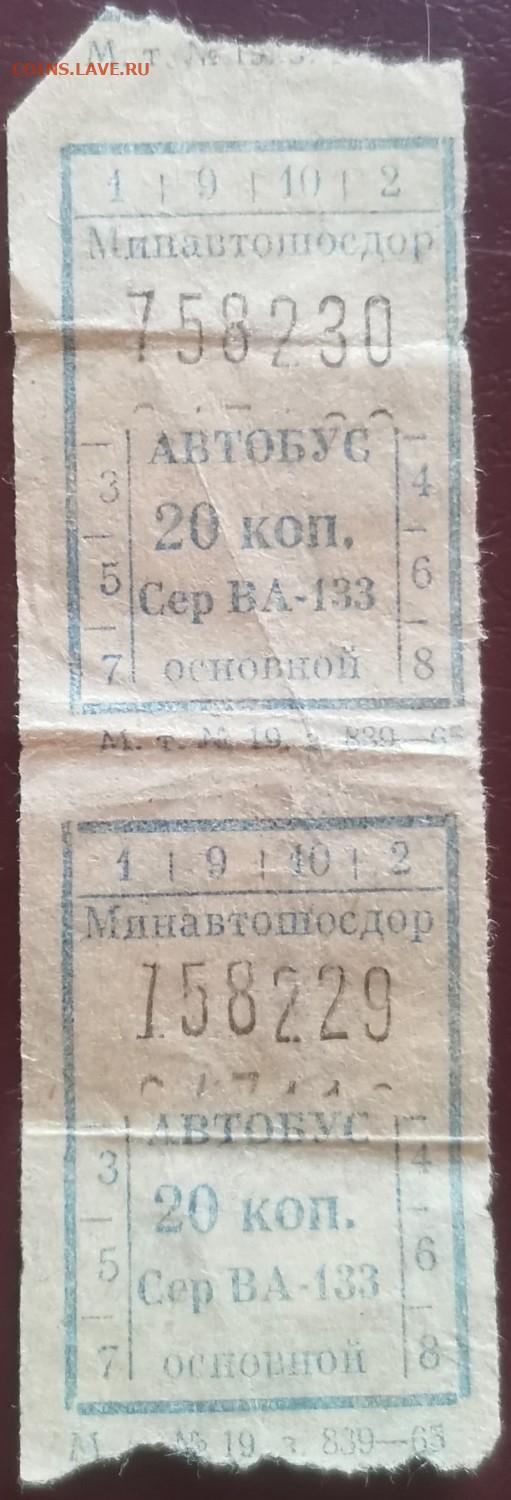 М. т. № 19, з.
COINS.LAVE.RU
1 | 9 | 10 | 2
Минавтошосдор
758230
АВТОБУС
3 4
20 коп.
5 6
Сер ВА-133
7 основной 8
М. т. № 19, з. 839—65
1 | 9 | 10 | 2
Минавтошосдор
758229
АВТОБУС
3 4
20 коп.
5 6
Сер ВА-133
7 основной 8
М. т. № 19, з. 839—65